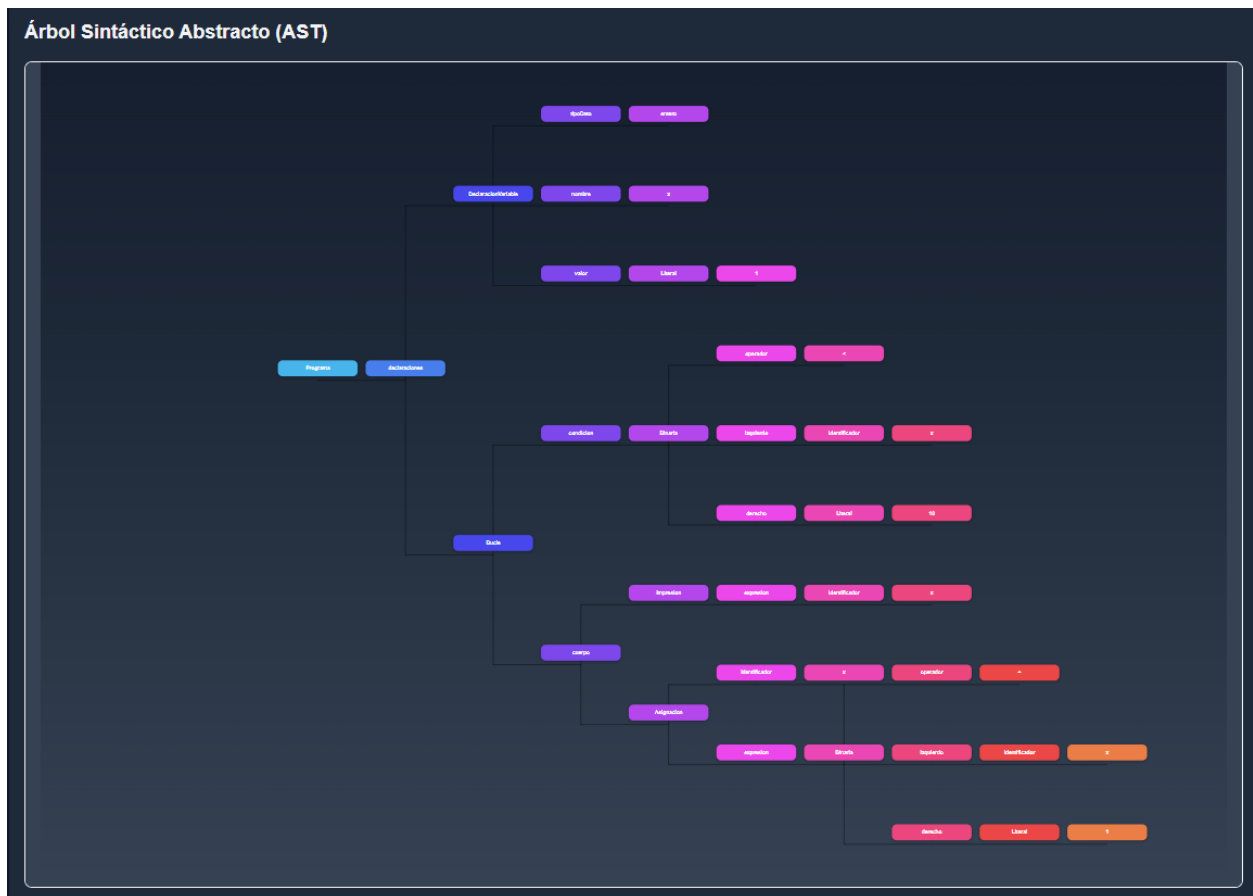 Árbol Sintáctico Abstracto (AST)
tipoDato entero
DeclaracionVariable nombre x
valor Literal 1
operador <
Programa declaraciones
condicion Binaria izquierdo Identificador x
derecho Literal 10
Bucle
Impresion expresion Identificador x
cuerpo
Identificador x operador
Asignacion
expresion Binaria izquierdo Identificador x
derecho Literal 1